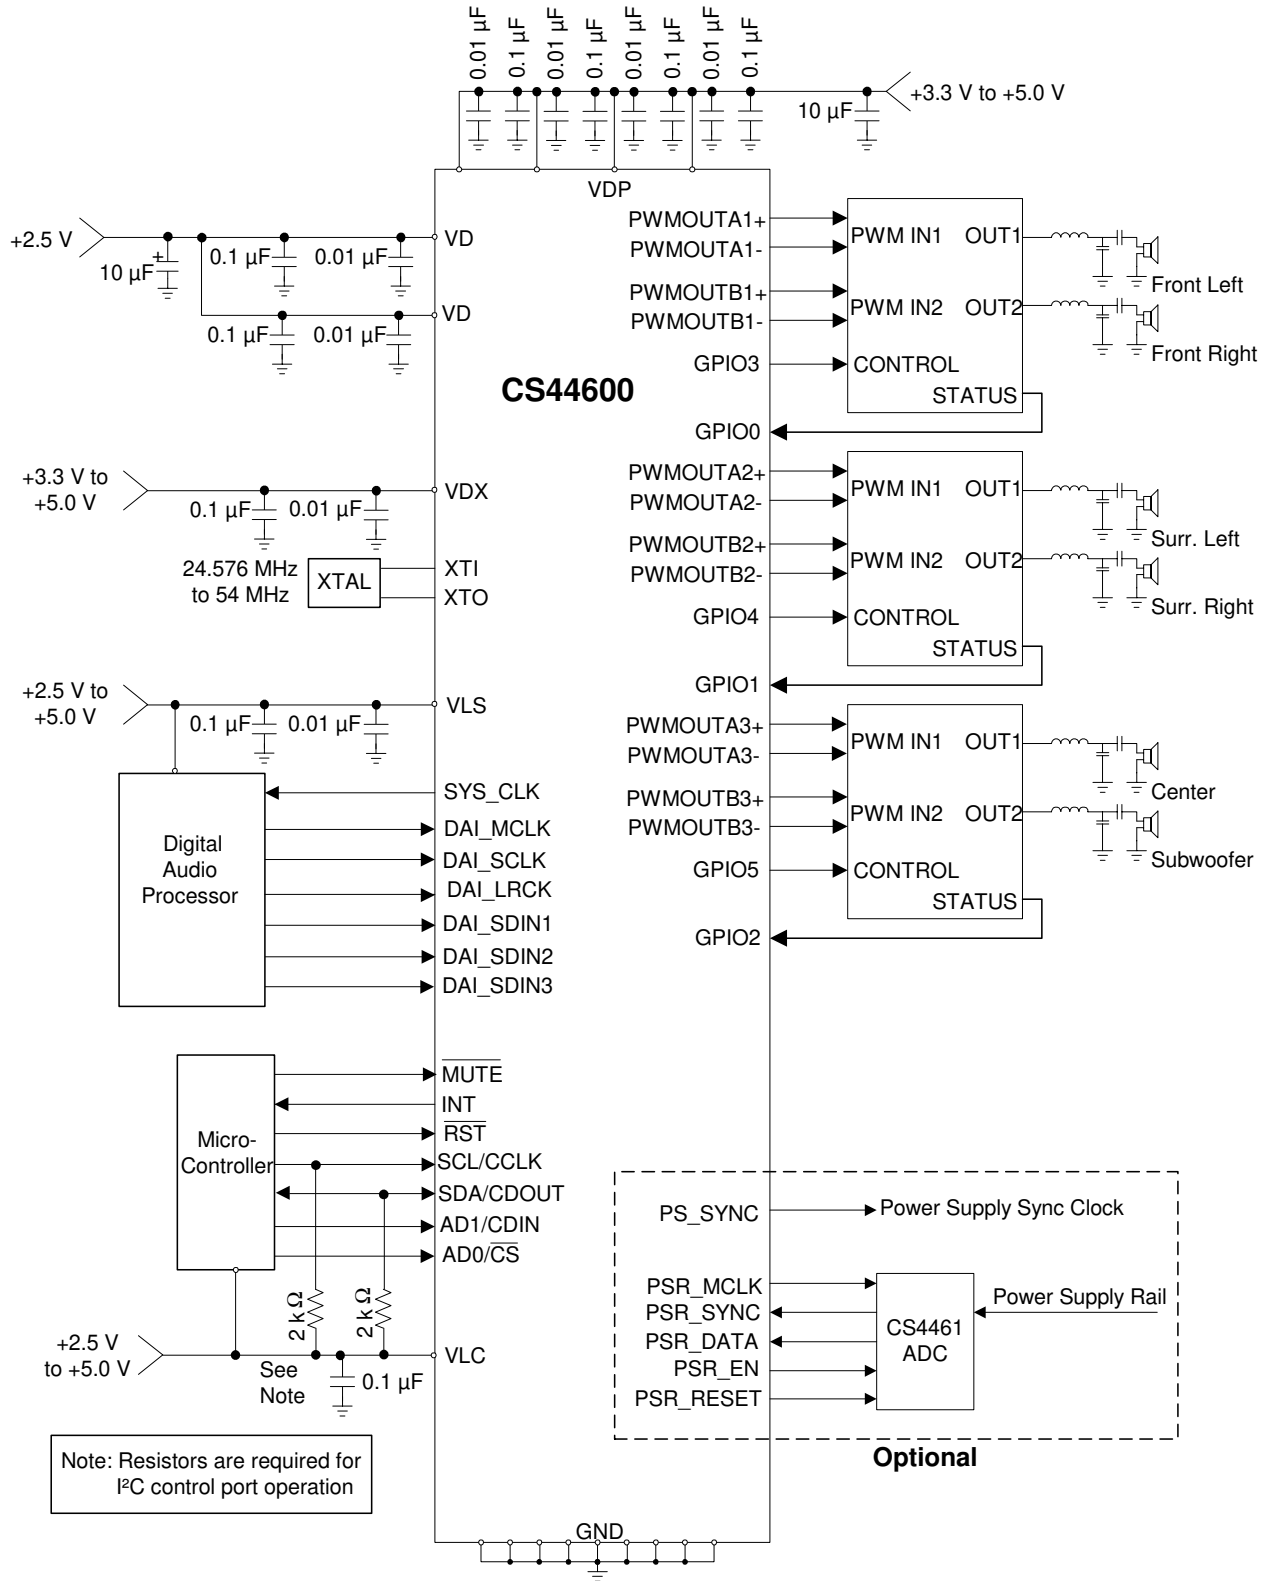 0.01 µF
0.1 µF
0.01 µF
0.1 µF
0.01 µF
0.1 µF
0.01 µF
0.1 µF
10 µF
+3.3 V to +5.0 V
VDP
+2.5 V
10 µF
+
0.1 µF
0.01 µF
VD
0.1 µF
0.01 µF
VD
CS44600
+3.3 V to
+5.0 V
0.1 µF
0.01 µF
VDX
24.576 MHz
to 54 MHz
XTAL
XTI
XTO
+2.5 V to
+5.0 V
0.1 µF
0.01 µF
VLS
Digital
Audio
Processor
SYS_CLK
DAI_MCLK
DAI_SCLK
DAI_LRCK
DAI_SDIN1
DAI_SDIN2
DAI_SDIN3
Micro-
Controller
MUTE
INT
RST
SCL/CCLK
SDA/CDOUT
AD1/CDIN
AD0/CS
2 k Ω
2 k Ω
+2.5 V
to +5.0 V
See
Note
0.1 µF
VLC
Note: Resistors are required for
I²C control port operation
PWMOUTA1+
PWMOUTA1-
PWMOUTB1+
PWMOUTB1-
GPIO3
GPIO0
PWM IN1
OUT1
PWM IN2
OUT2
CONTROL
STATUS
Front Left
Front Right
PWMOUTA2+
PWMOUTA2-
PWMOUTB2+
PWMOUTB2-
GPIO4
GPIO1
PWM IN1
OUT1
PWM IN2
OUT2
CONTROL
STATUS
Surr. Left
Surr. Right
PWMOUTA3+
PWMOUTA3-
PWMOUTB3+
PWMOUTB3-
GPIO5
GPIO2
PWM IN1
OUT1
PWM IN2
OUT2
CONTROL
STATUS
Center
Subwoofer
PS_SYNC
Power Supply Sync Clock
PSR_MCLK
PSR_SYNC
PSR_DATA
PSR_EN
PSR_RESET
CS4461
ADC
Power Supply Rail
Optional
GND